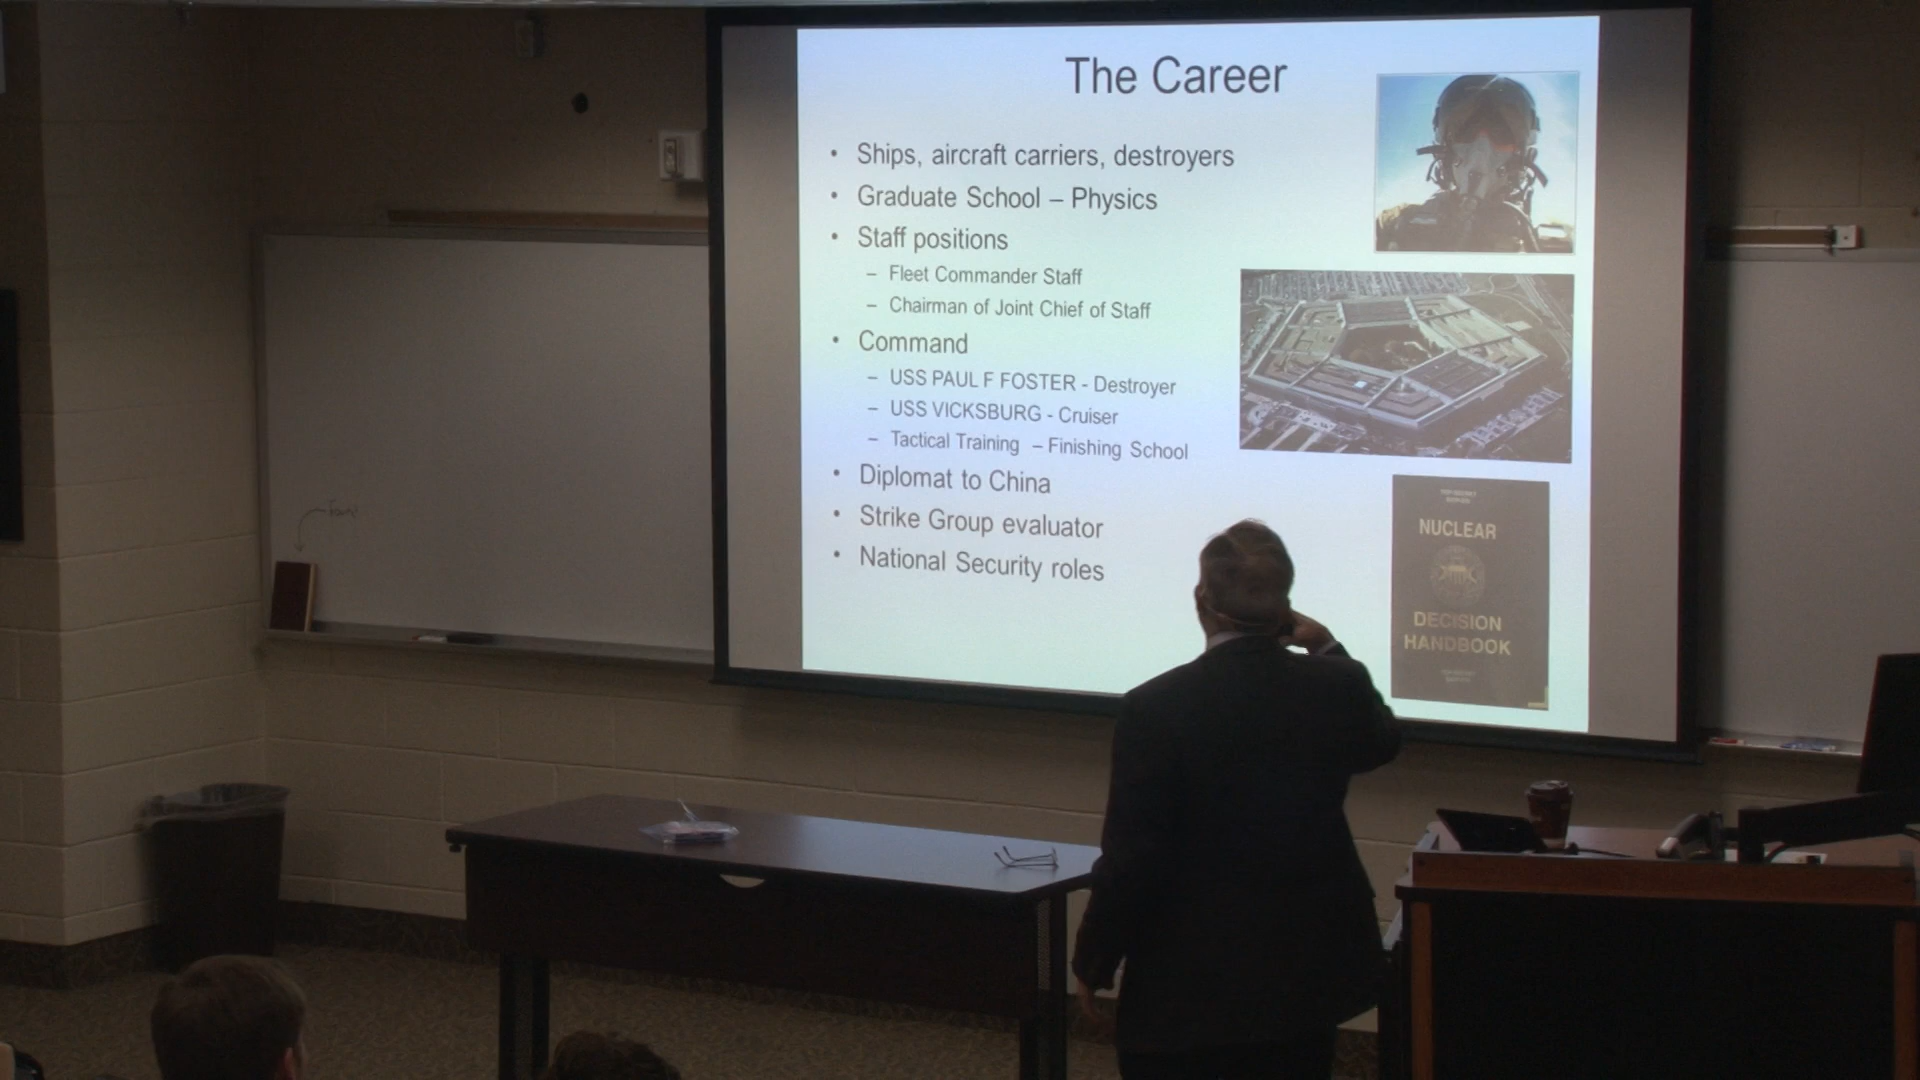 The Career
• Ships, aircraft carriers, destroyers
• Graduate School – Physics
• Staff positions
– Fleet Commander Staff
– Chairman of Joint Chief of Staff
• Command
– USS PAUL F FOSTER - Destroyer
– USS VICKSBURG - Cruiser
– Tactical Training – Finishing School
• Diplomat to China
• Strike Group evaluator
• National Security roles
NUCLEAR
DECISION
HANDBOOK